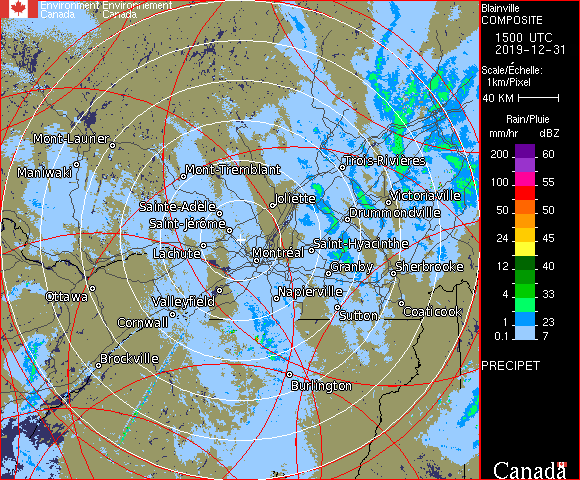 Environment Environnement
Canada Canada
Blainville
COMPOSITE
1500 UTC
2019-12-31
Scale/Échelle:
1km/Pixel
40 KM
Rain/Pluie
mm/hr dBZ
200 60
100 55
50 50
24 45
12 40
4 33
1 23
0.1 7
PRECIPET
Canada
Mont-Laurier
Maniwaki
Mont-Tremblant
Trois-Rivières
Sainte-Adèle
Joliette
Victoriaville
Drummondville
Saint-Jérôme
Lachute
Montréal
Saint-Hyacinthe
Granby
Sherbrooke
Ottawa
Valleyfield
Napierville
Cornwall
Sutton
Coaticook
Brockville
Burlington